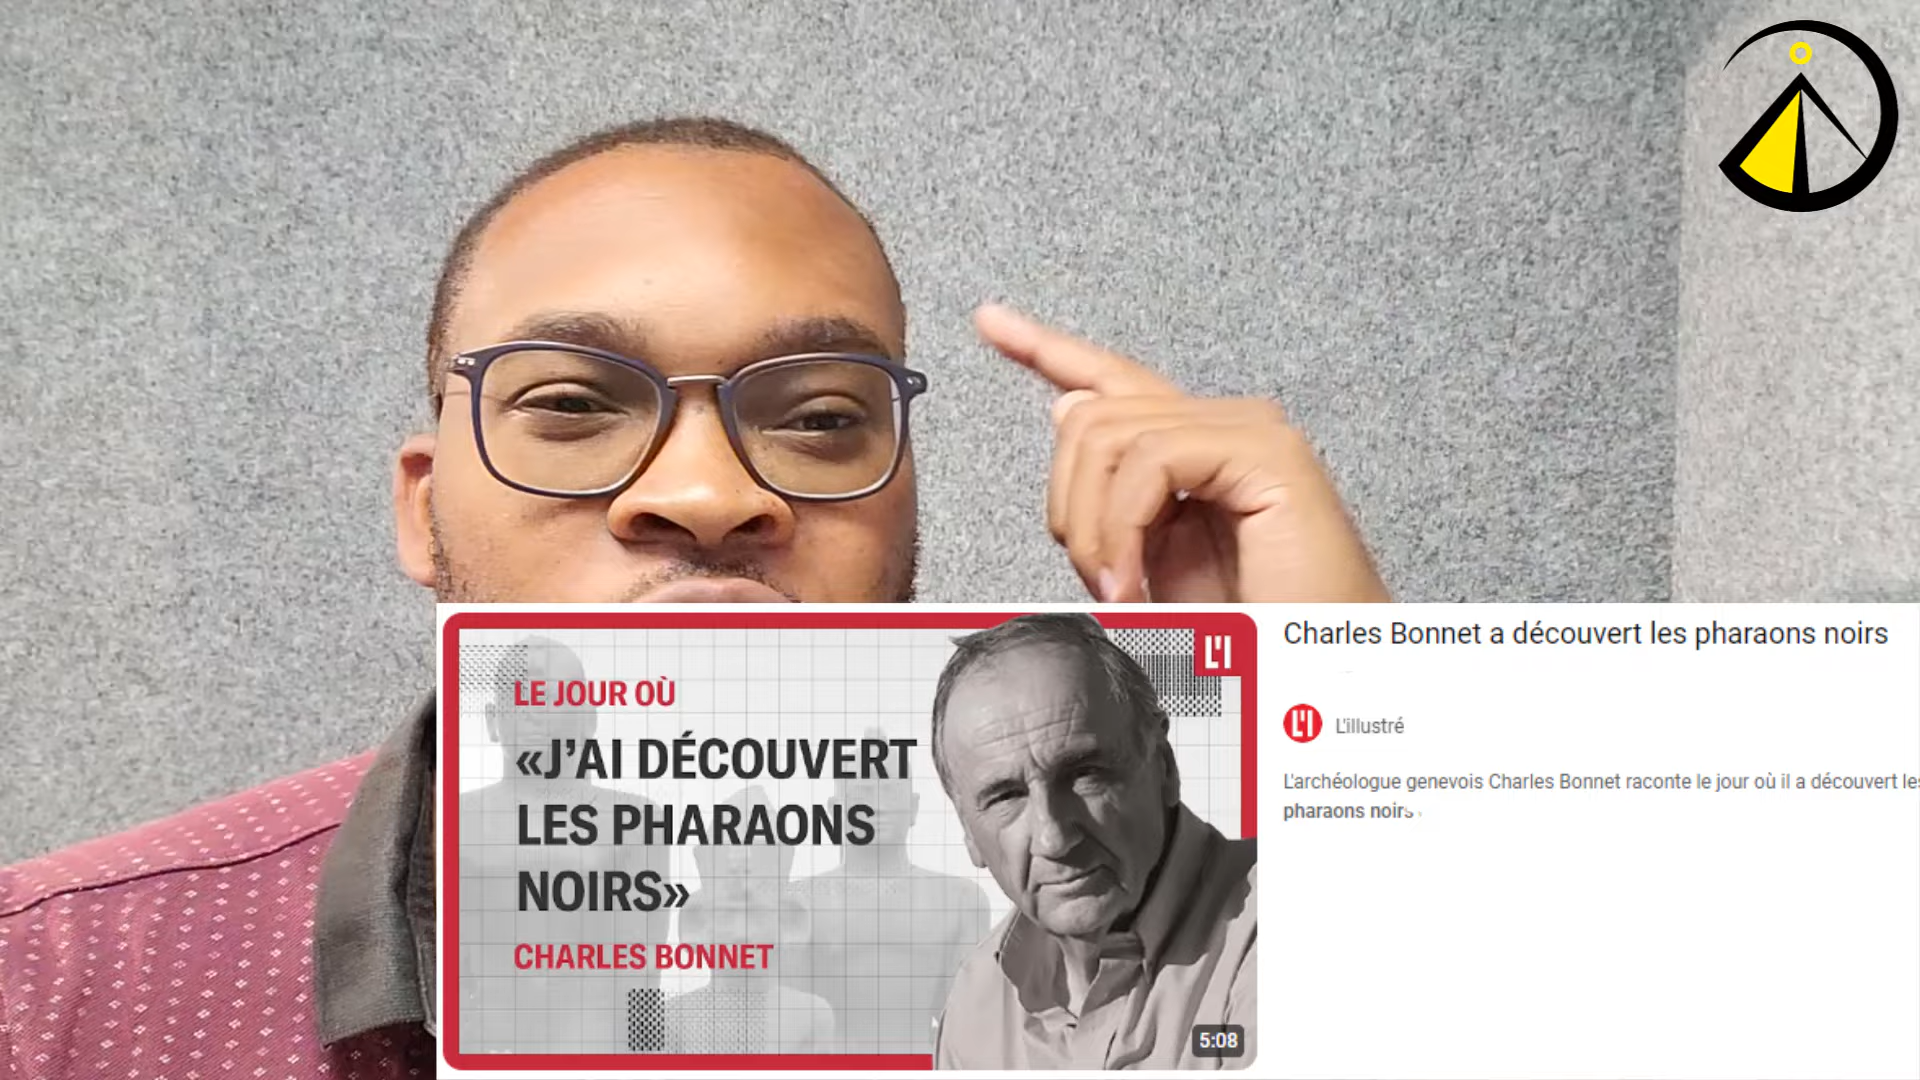 LE JOUR OÙ
«J’AI DÉCOUVERT
LES PHARAONS
NOIRS»
CHARLES BONNET
L'I
5:08
Charles Bonnet a découvert les pharaons noirs
L'I
L'illustré
L'archéologue genevois Charles Bonnet raconte le jour où il a découvert les
pharaons noirs